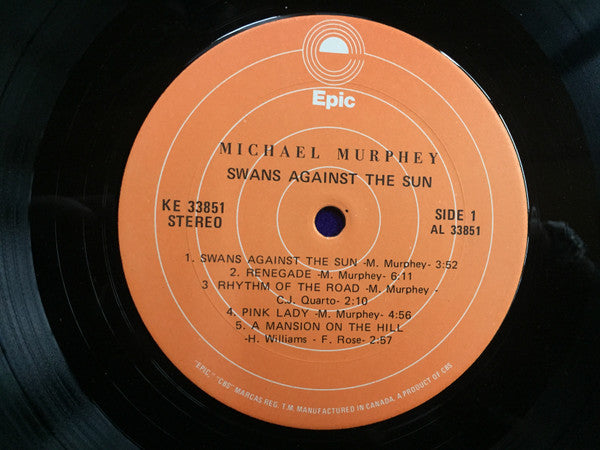 Epic
MICHAEL MURPHEY
SWANS AGAINST THE SUN
KE 33851
STEREO
SIDE 1
AL 33851
1. SWANS AGAINST THE SUN -M. Murphey- 3:52
2. RENEGADE -M. Murphey- 6:11
3 RHYTHM OF THE ROAD -M. Murphey -
C.J. Quarto- 2:10
4. PINK LADY -M. Murphey- 4:56
5. A MANSION ON THE HILL
-H. Williams - F. Rose- 2:57
"EPIC," "CBS" MARCAS REG. T.M. MANUFACTURED IN CANADA. A PRODUCT OF CBS